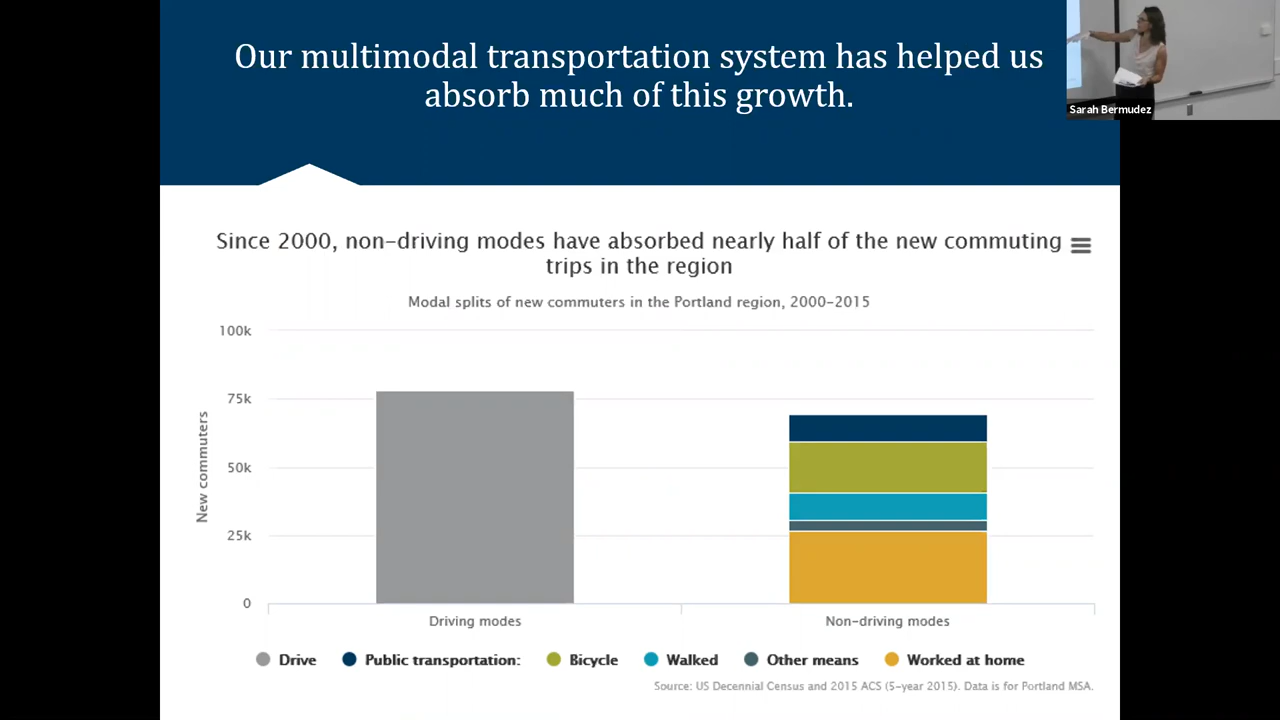 Our multimodal transportation system has helped us
absorb much of this growth.
Sarah Bermudez
Since 2000, non-driving modes have absorbed nearly half of the new commuting
trips in the region
Modal splits of new commuters in the Portland region, 2000-2015
100k
75k
50k
25k
0
New commuters
Driving modes
Non-driving modes
Drive
Public transportation:
Bicycle
Walked
Other means
Worked at home
Source: US Decennial Census and 2015 ACS (5-year 2015). Data is for Portland MSA.